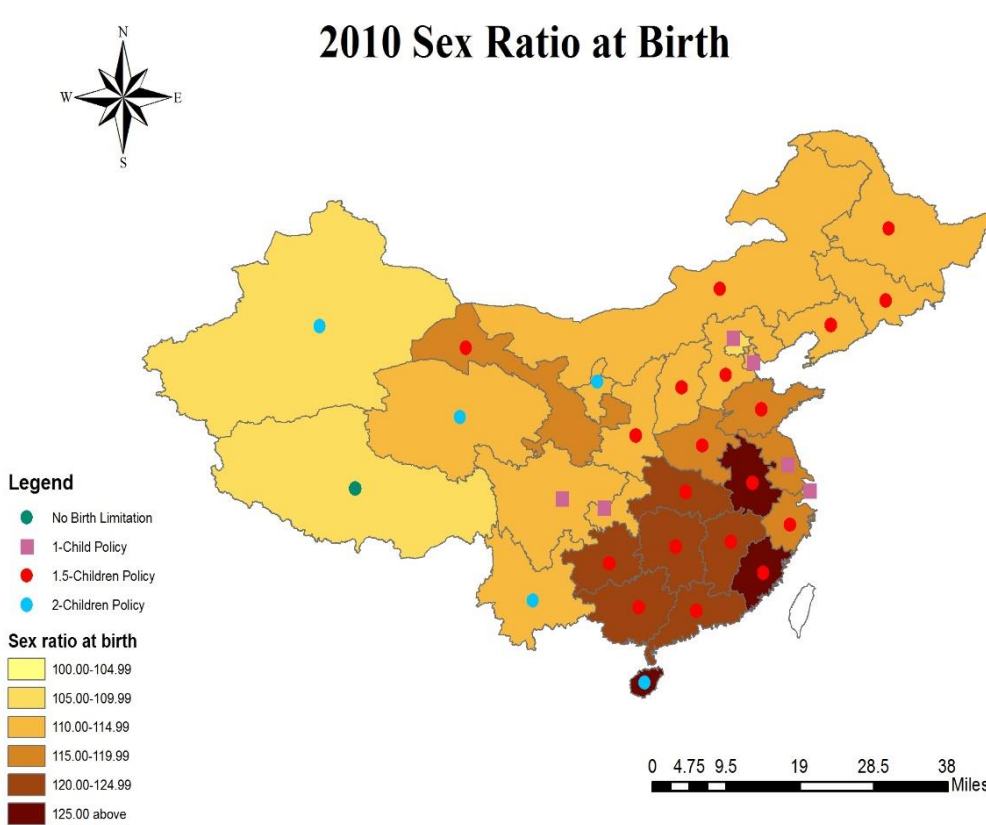 2010 Sex Ratio at Birth
N
W
E
S
Legend
No Birth Limitation
1-Child Policy
1.5-Children Policy
2-Children Policy
Sex ratio at birth
100.00-104.99
105.00-109.99
110.00-114.99
115.00-119.99
120.00-124.99
125.00 above
0 4.75 9.5 19 28.5 38
Miles